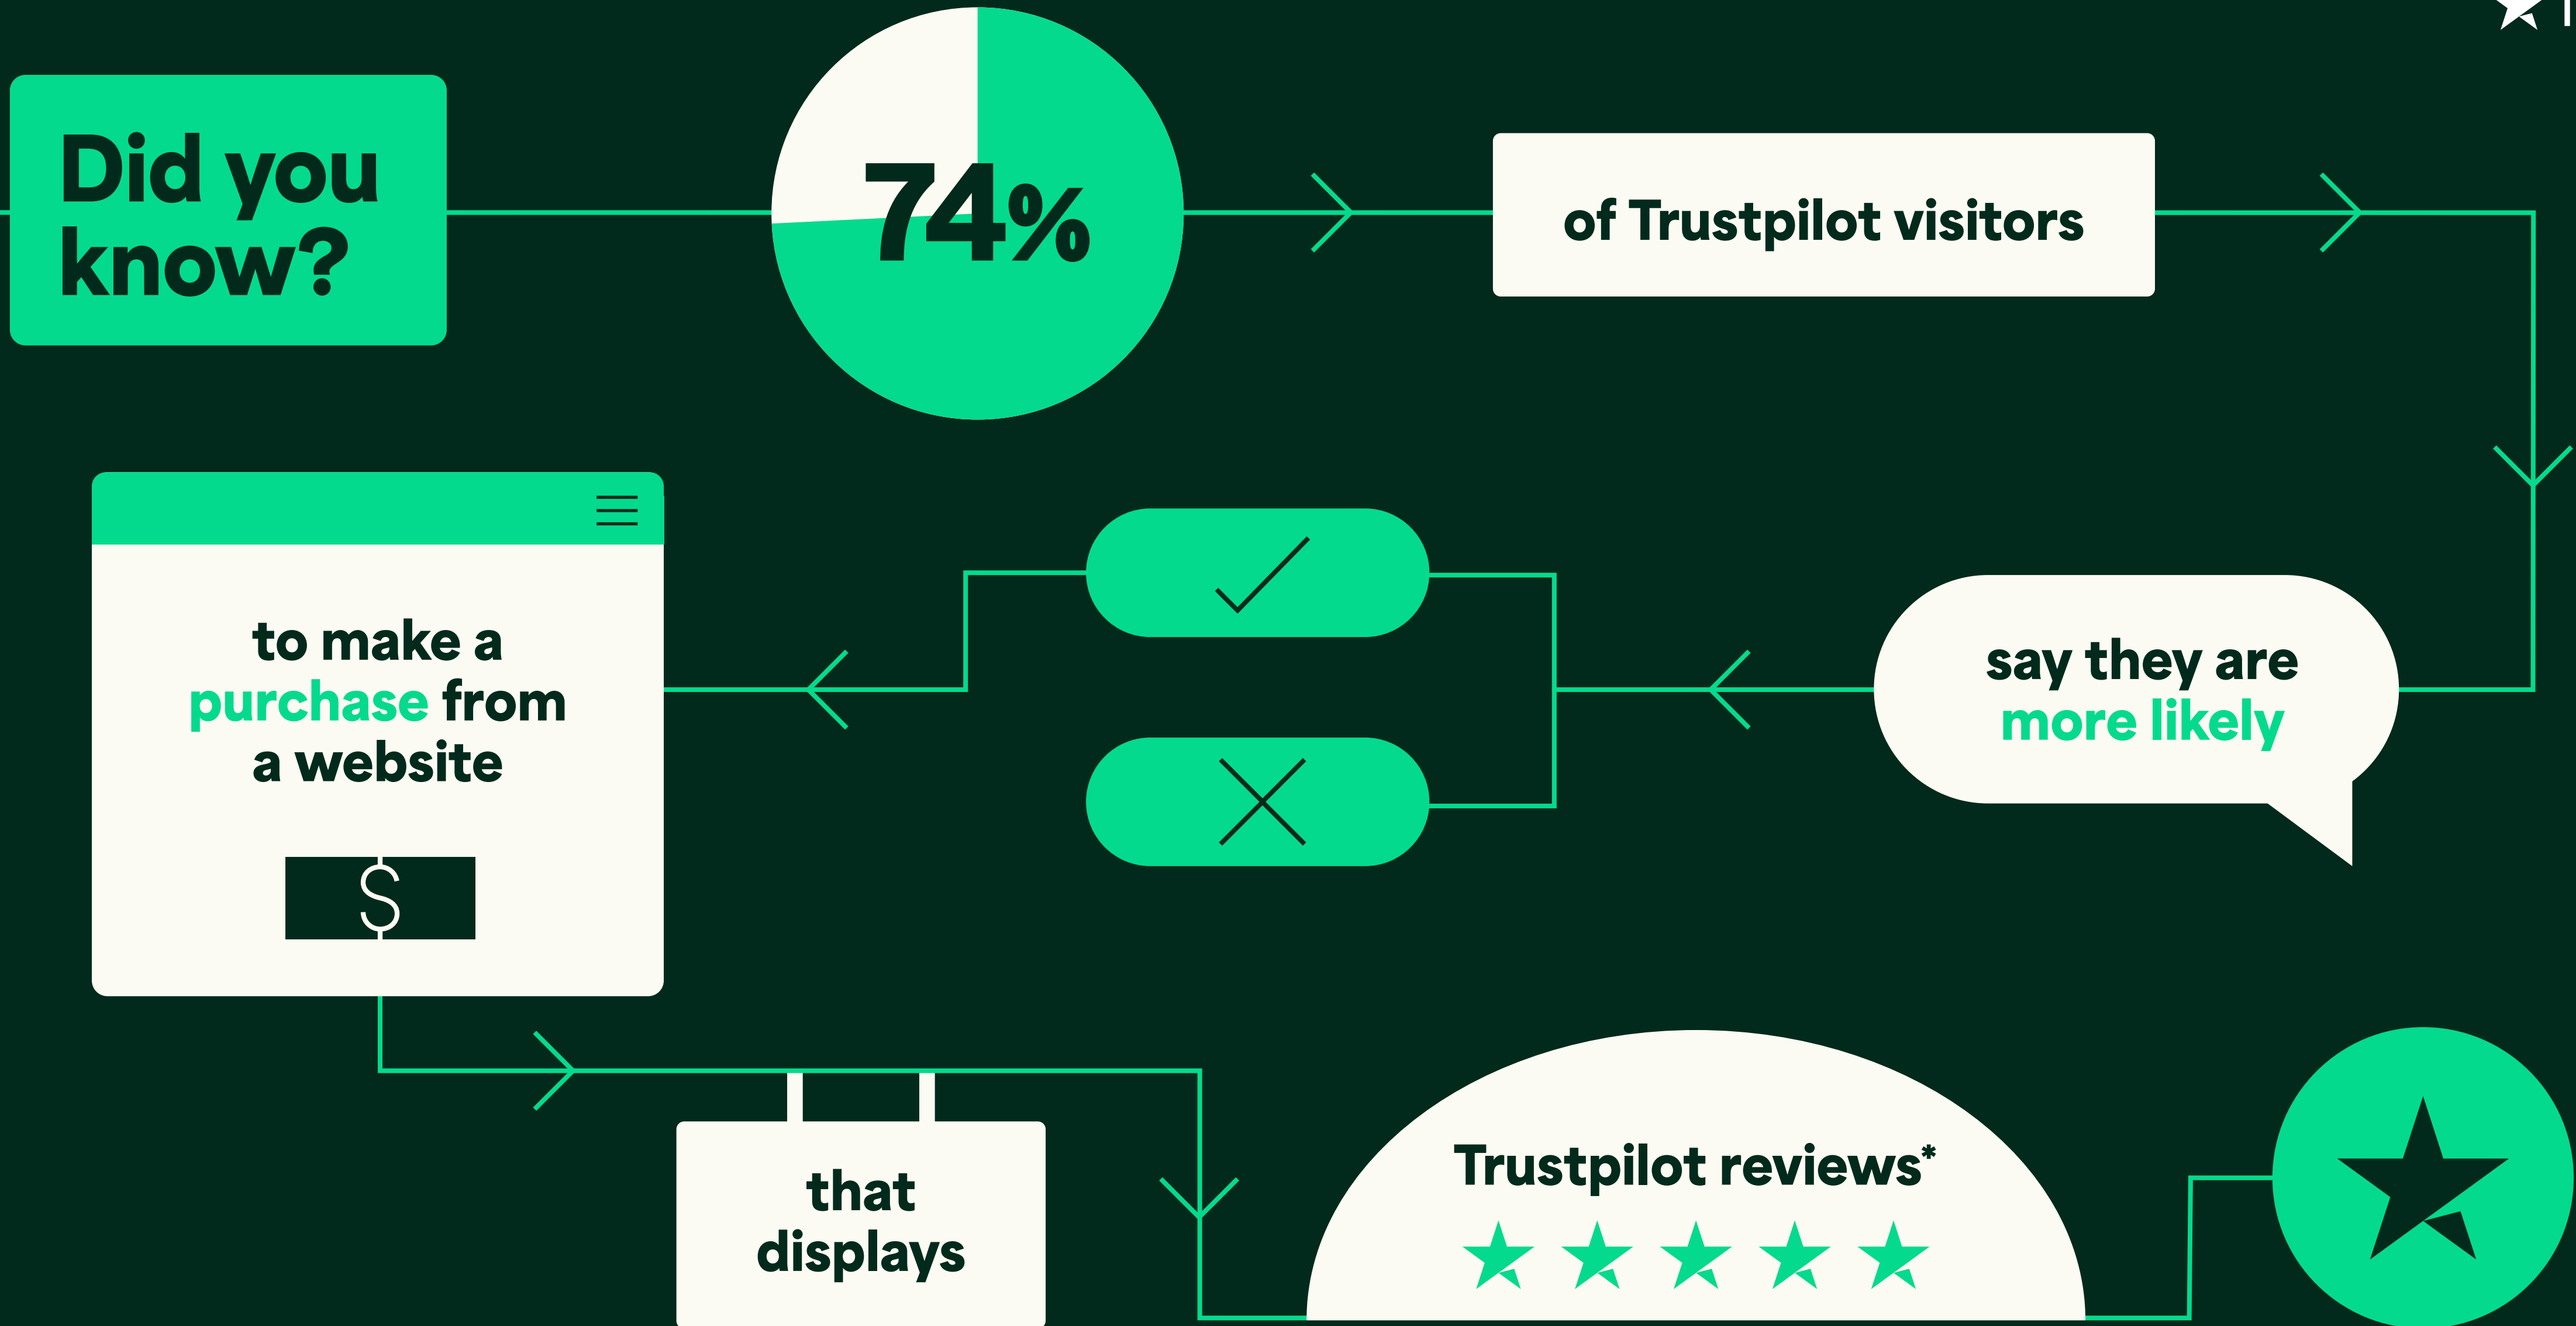 Did you
know?
74%
of Trustpilot visitors
say they are
more likely
to make a
purchase from
a website
$
that
displays
Trustpilot reviews*